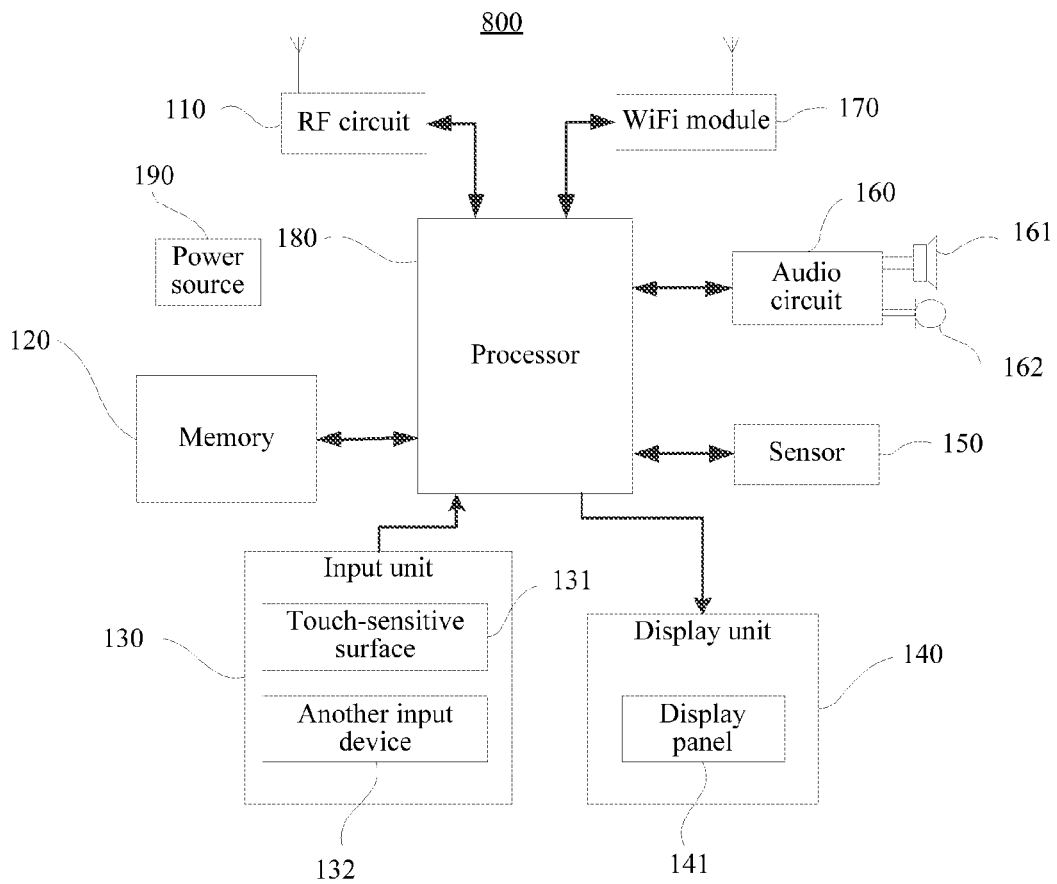 800
110
RF circuit
WiFi module
170
190
Power
source
180
160
Audio
circuit
161
162
120
Memory
Processor
Sensor
150
Input unit
131
Touch-sensitive
surface
130
Another input
device
132
Display unit
140
Display
panel
141